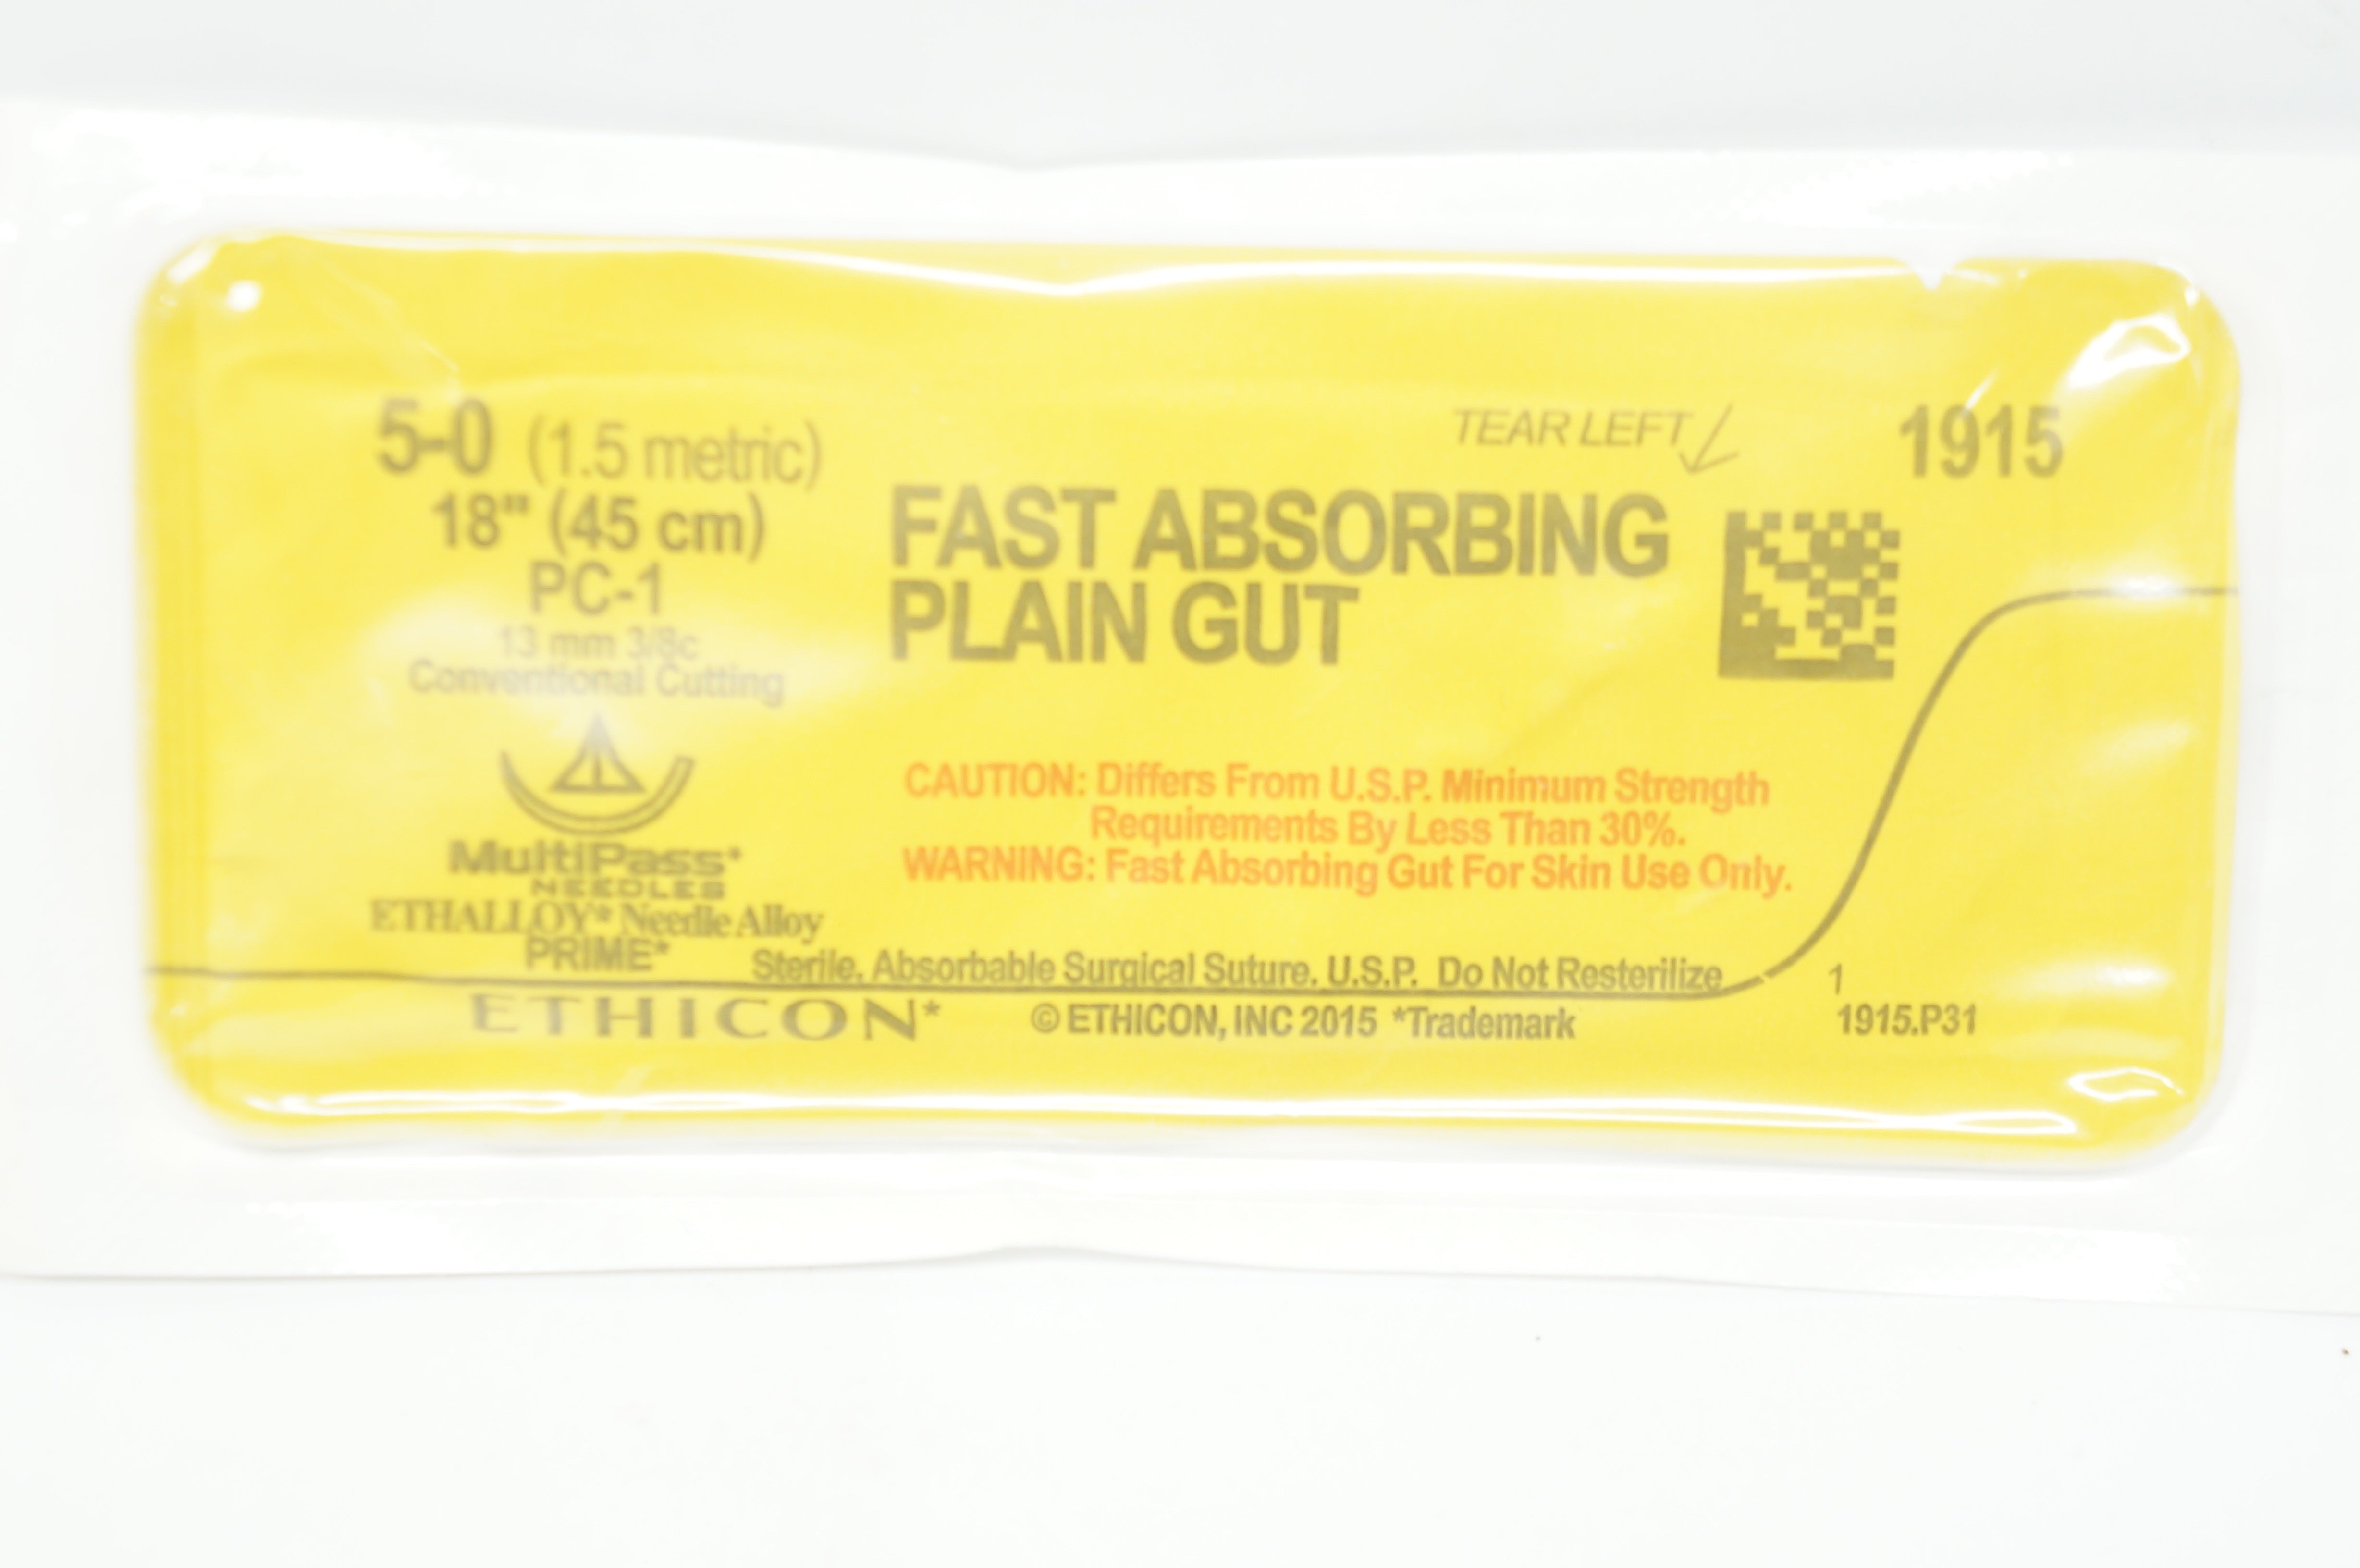 5-0 (1.5 metric)
18" (45 cm)
PC-1
13 mm 3/8c
Conventional Cutting
MultiPass*
NEEDLES
ETHALLOY* Needle Alloy
PRIME*
TEAR LEFT
1915
FAST ABSORBING
PLAIN GUT
CAUTION: Differs From U.S.P. Minimum Strength
Requirements By Less Than 30%.
WARNING: Fast Absorbing Gut For Skin Use Only.
Sterile. Absorbable Surgical Suture. U.S.P. Do Not Resterilize
1
ETHICON* © ETHICON, INC 2015 *Trademark
1915.P31